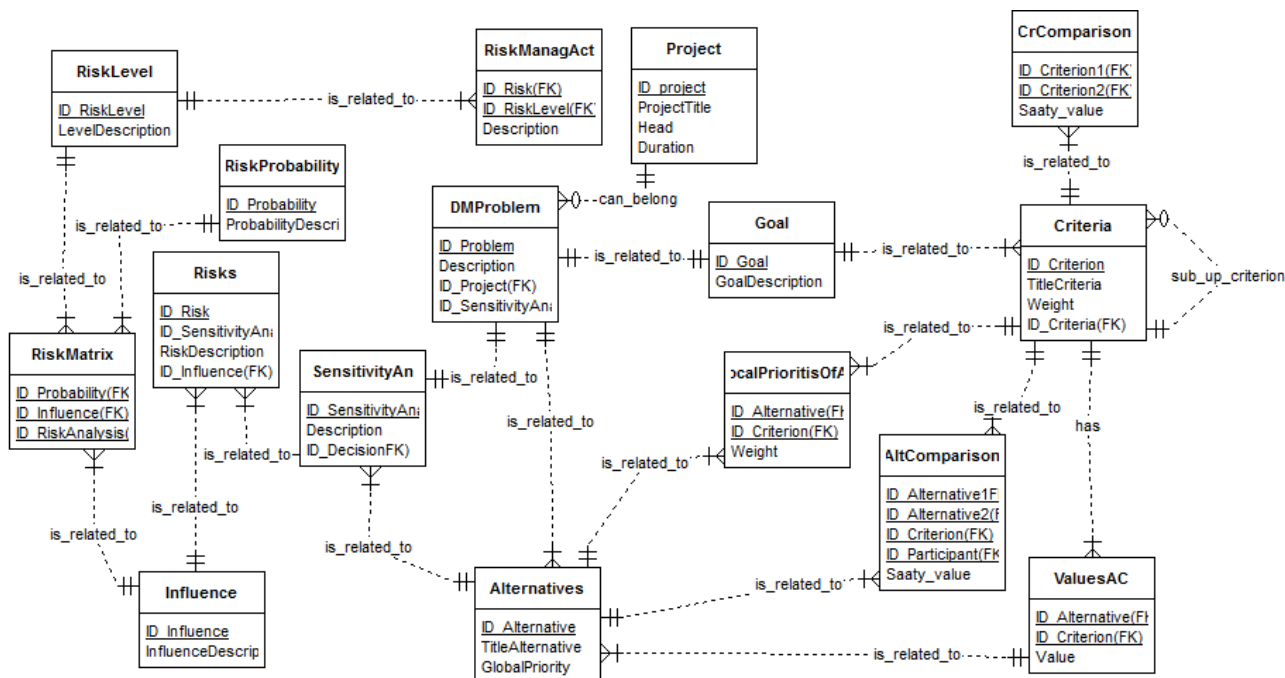 CrComparison
ID_Criterion1(FK)
ID_Criterion2(FK)
Saaty_value
RiskManagAct
ID_Risk(FK)
ID_RiskLevel(FK)
Description
Project
ID_project
ProjectTitle
Head
Duration
RiskLevel
ID_RiskLevel
LevelDescription
is_related_to
is_related_to
RiskProbability
ID_Probability
ProbabilityDescri
is_related_to
DMProblem
ID_Problem
Description
ID_Project(FK)
ID_SensitivityAna
can_belong
is_related_to
Goal
ID_Goal
GoalDescription
is_related_to
Criteria
ID_Criterion
TitleCriteria
Weight
ID_Criteria(FK)
sub_up_criterion
is_related_to
Risks
ID_Risk
ID_SensitivityAna
RiskDescription
ID_Influence(FK)
is_related_to
RiskMatrix
ID_Probability(FK
ID_Influence(FK)
ID_RiskAnalysis(
SensitivityAn
ID_SensitivityAna
Description
ID_DecisionFK)
is_related_to
is_related_to
ocalPrioritisOfA
ID_Alternative(FK
ID_Criterion(FK)
Weight
is_related_to
is_related_to
has
is_related_to
is_related_to
AltComparison
ID_Alternative1F
ID_Alternative2(F
ID_Criterion(FK)
ID_Participant(FK
Saaty_value
is_related_to
is_related_to
is_related_to
Influence
ID_Influence
InfluenceDescrip
Alternatives
ID_Alternative
TitleAlternative
GlobalPriority
is_related_to
is_related_to
ValuesAC
ID_Alternative(FK
ID_Criterion(FK)
Value